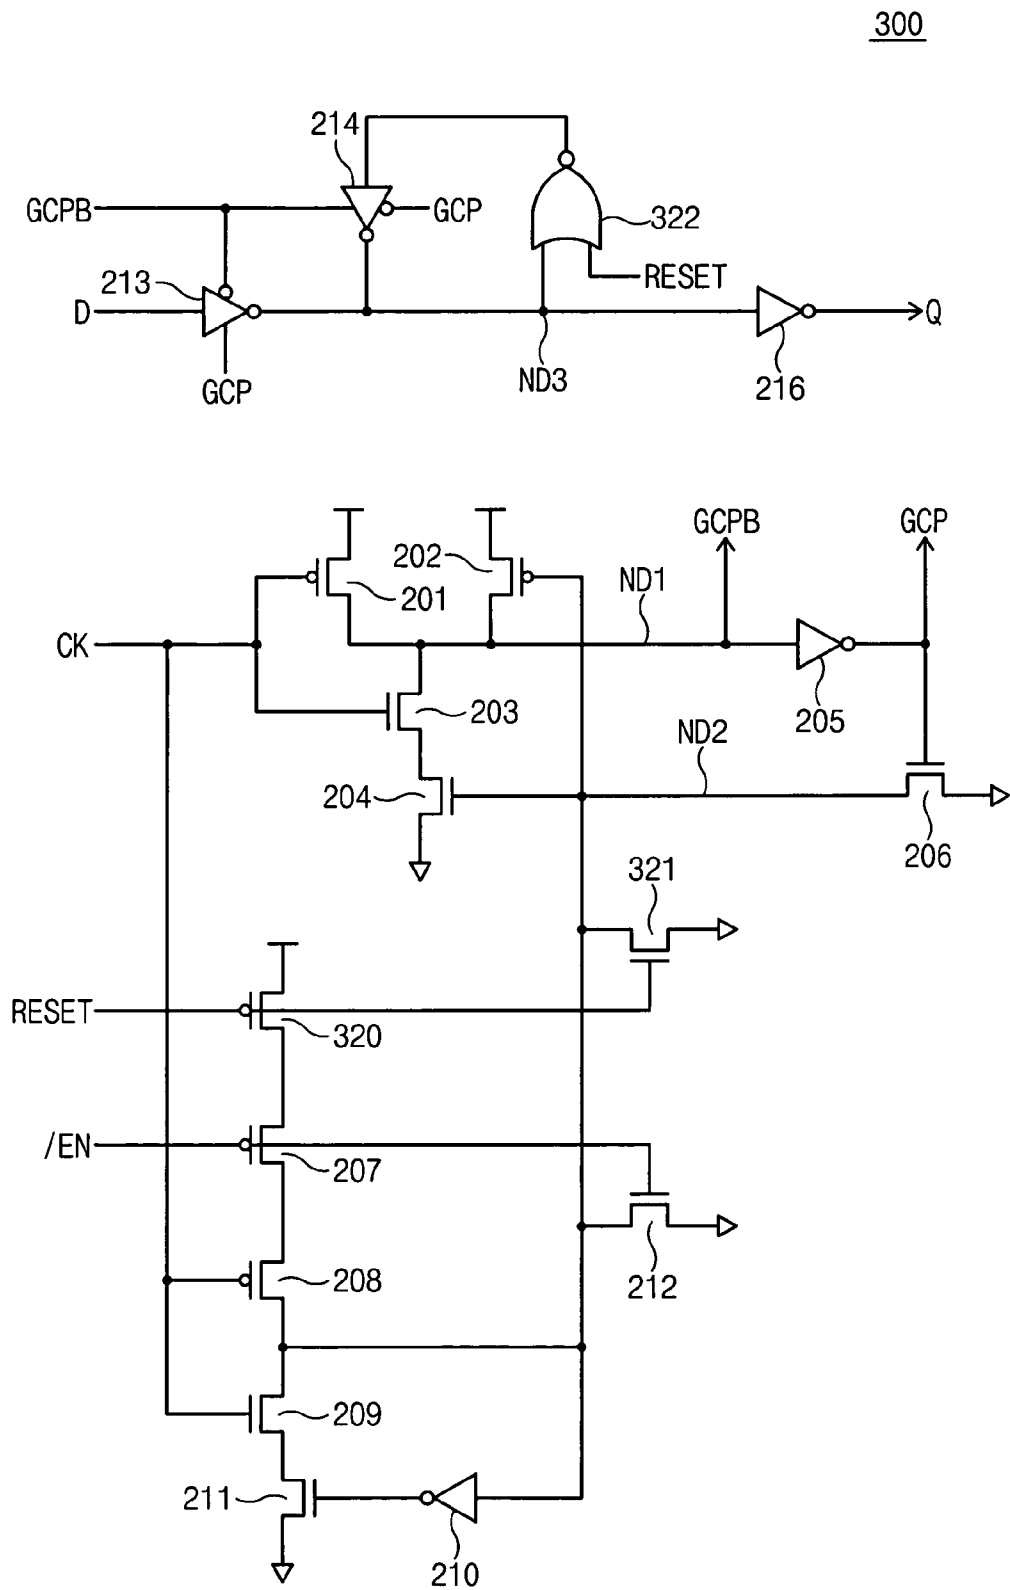 300
214
GCPB
GCP
322
213
RESET
D
Q
GCP
ND3
216
GCPB
GCP
202
ND1
201
CK
203
205
ND2
204
206
321
RESET
320
/EN
207
208
212
209
211
210